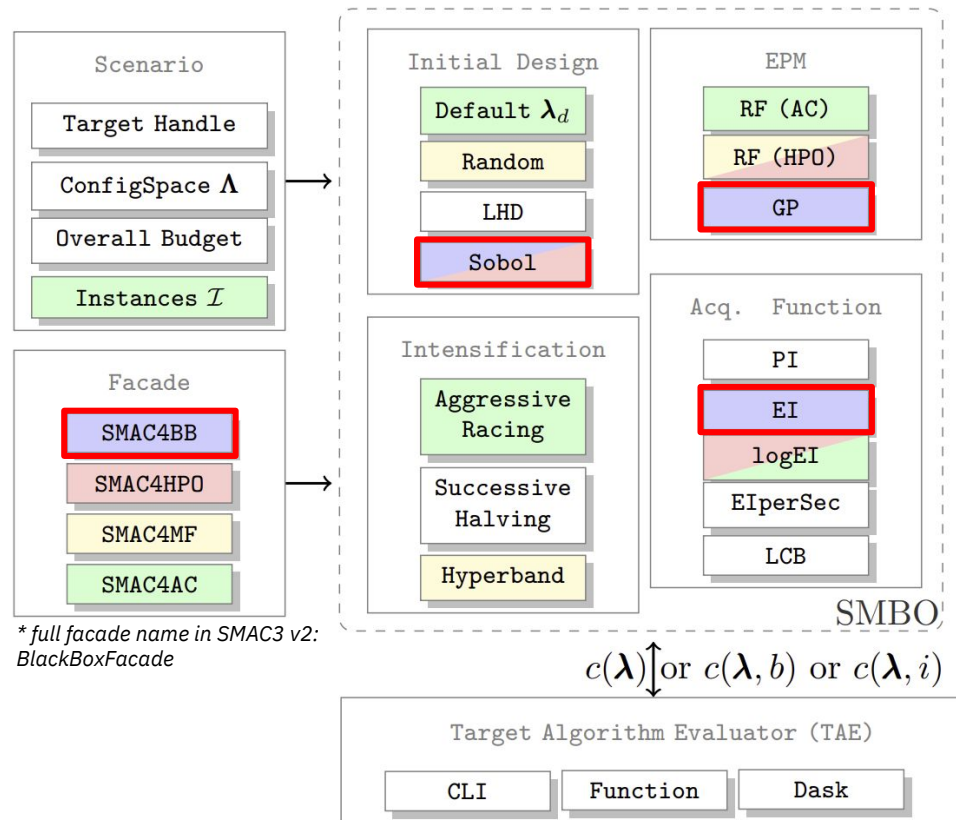 Scenario
Target Handle
ConfigSpace Λ
Overall Budget
Instances ℐ
Facade
SMAC4BB
SMAC4HPO
SMAC4MF
SMAC4AC
* full facade name in SMAC3 v2:
BlackBoxFacade
Initial Design
Default λ_d
Random
LHD
Sobol
EPM
RF (AC)
RF (HPO)
GP
Intensification
Aggressive
Racing
Successive
Halving
Hyperband
Acq. Function
PI
EI
logEI
EIperSec
LCB
SMBO
c(λ) or c(λ, b) or c(λ, i)
Target Algorithm Evaluator (TAE)
CLI
Function
Dask